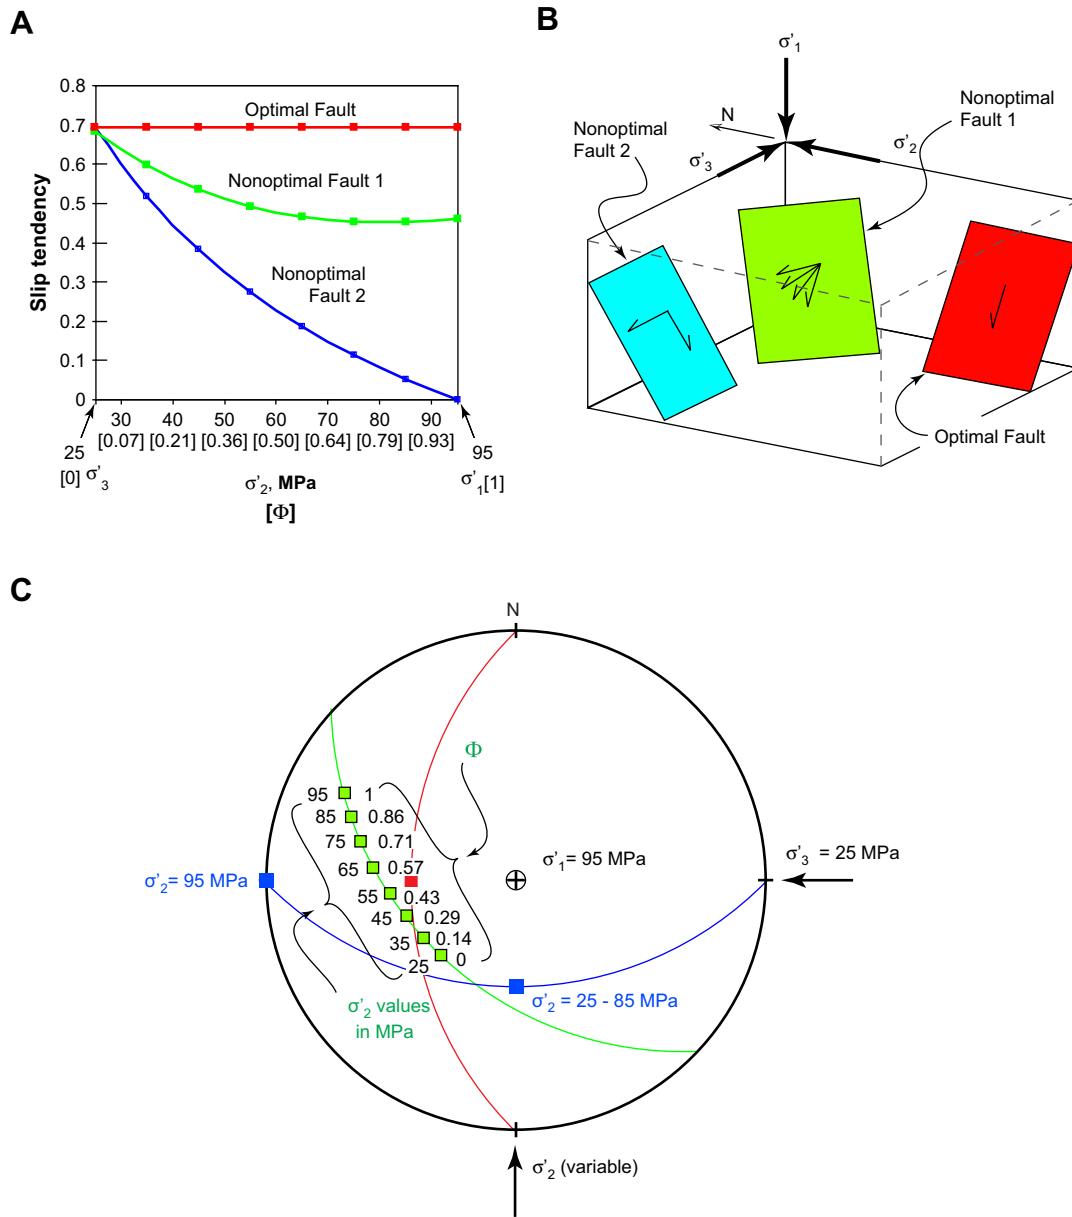 A
0.8
0.7
0.6
0.5
0.4
0.3
0.2
0.1
0
Slip tendency
Optimal Fault
Nonoptimal Fault 1
Nonoptimal
Fault 2
30 40 50 60 70 80 90
[0.07] [0.21] [0.36] [0.50] [0.64] [0.79] [0.93]
25
[0] σ'3
95
σ'1 [1]
σ'2, MPa
[Φ]
B
σ'1
N
σ'3
σ'2
Nonoptimal
Fault 2
Nonoptimal
Fault 1
Optimal Fault
C
N
Φ
95 1
85 0.86
75 0.71
65 0.57
55 0.43
45 0.29
35 0.14
25 0
σ'1 = 95 MPa
σ'3 = 25 MPa
σ'2 = 95 MPa
σ'2 = 25 - 85 MPa
σ'2 values
in MPa
σ'2 (variable)